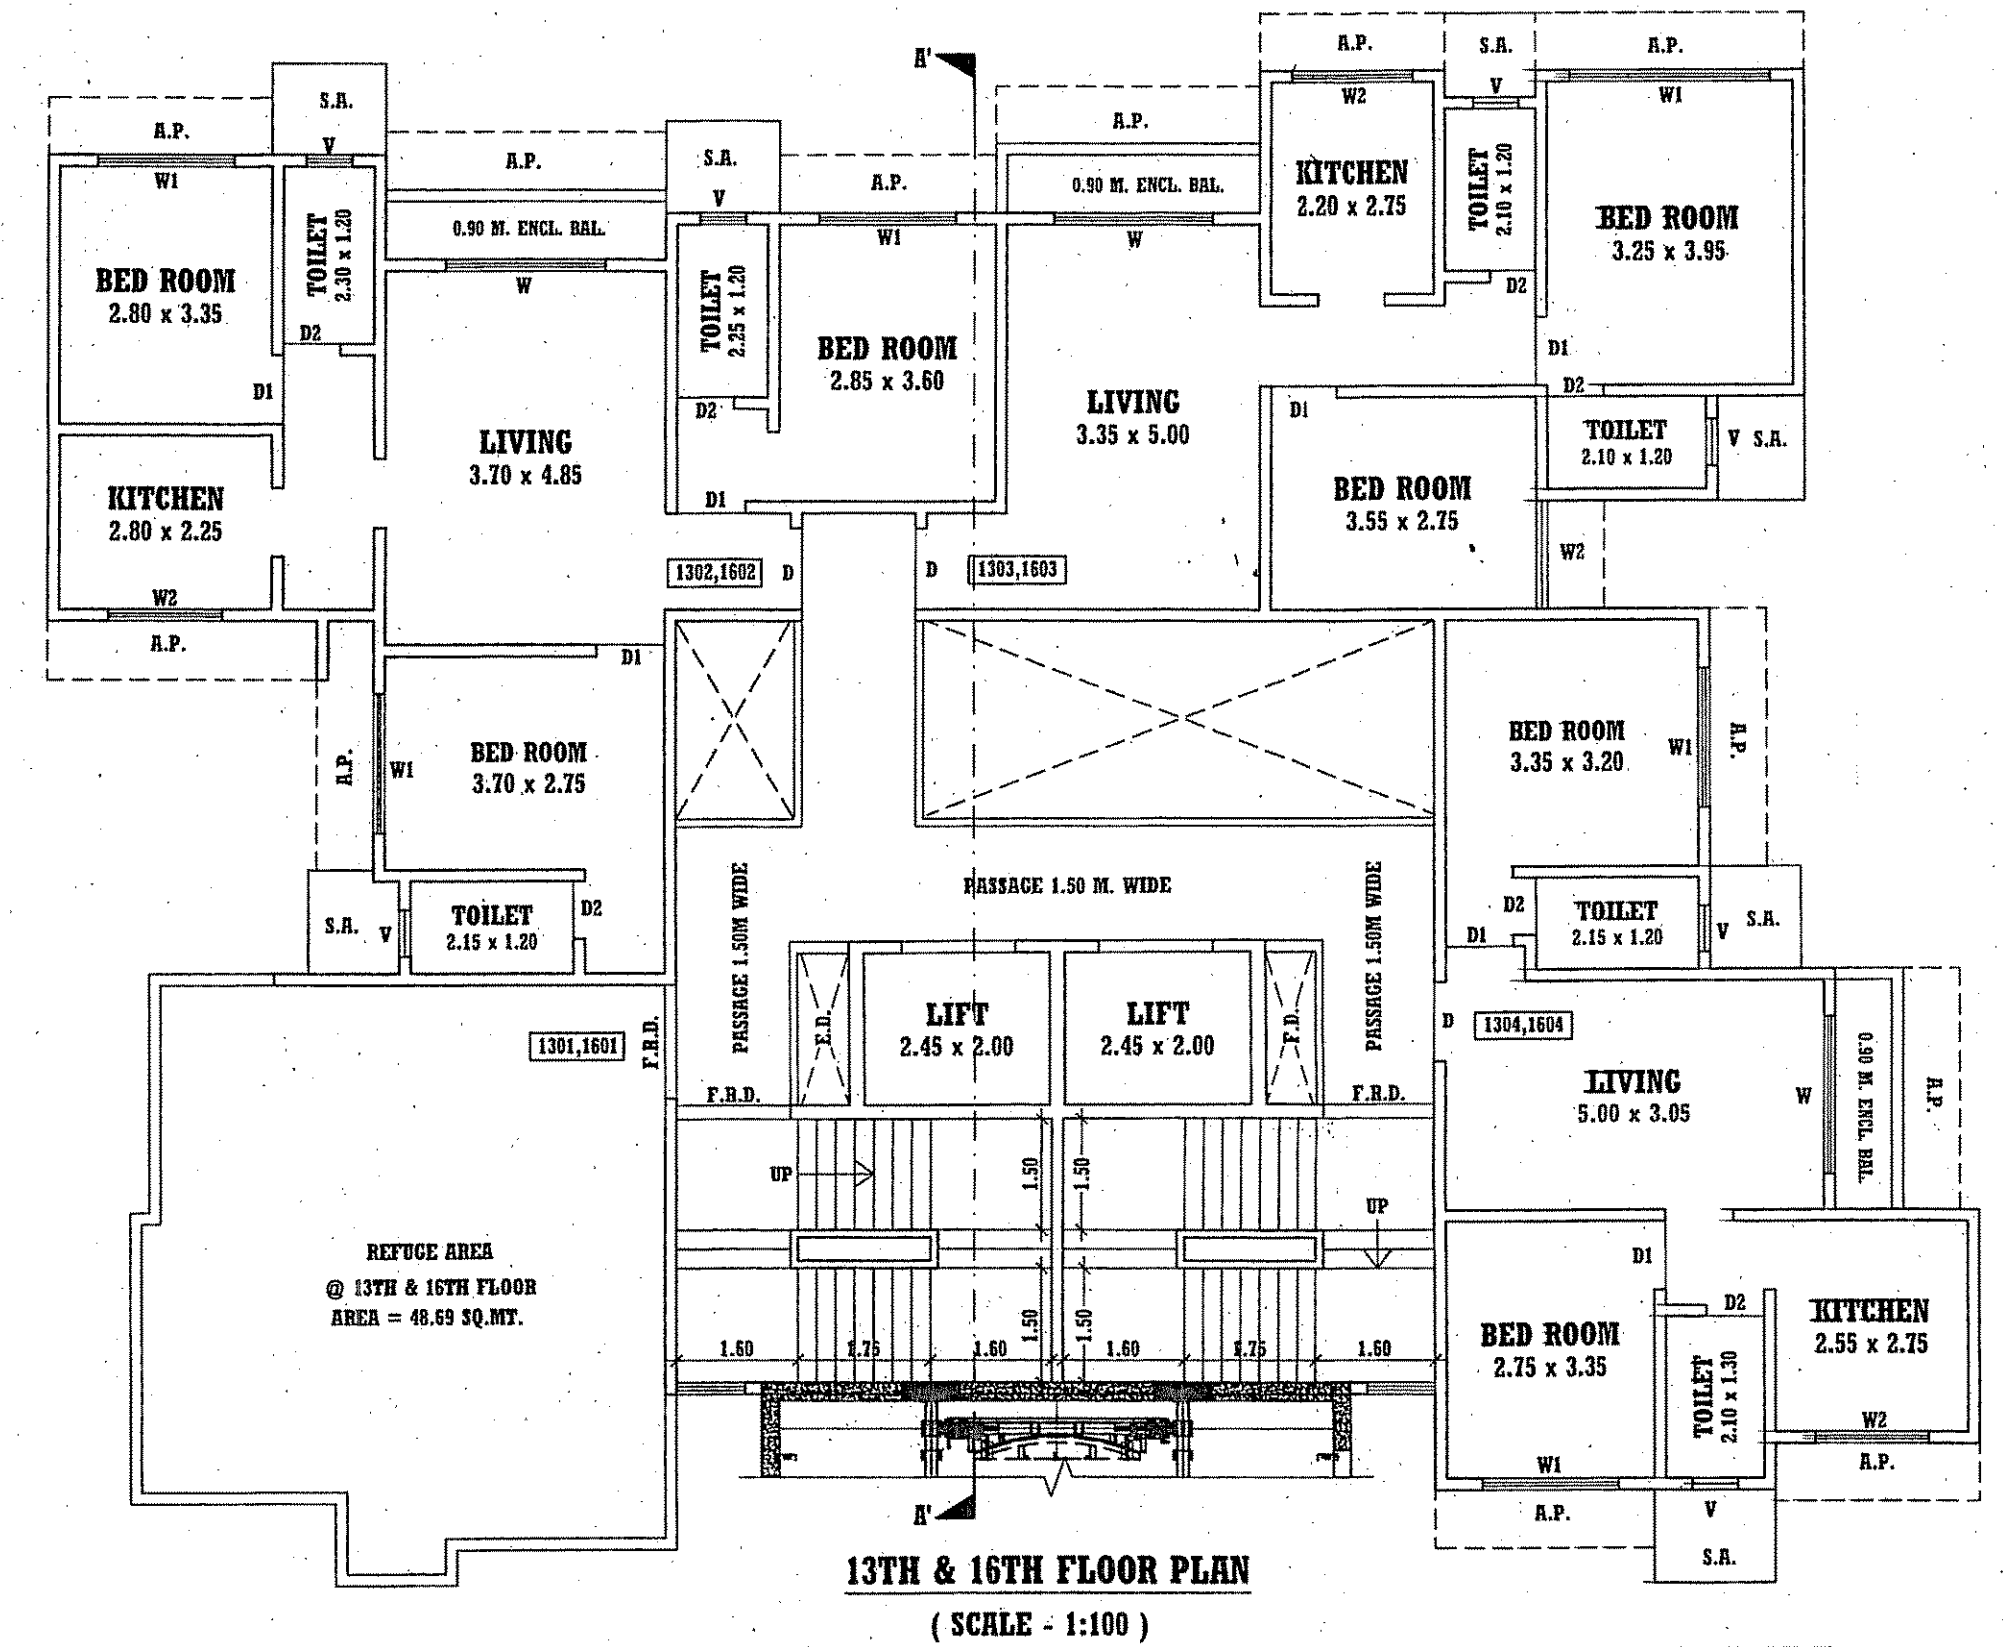 A'
A.P.
S.A.
A.P.
W2
V
W1
KITCHEN
2.20 x 2.75
TOILET
2.10 x 1.20
BED ROOM
3.25 x 3.95
D2
D1
S.A.
V
A.P.
W1
A.P.
0.90 M. ENCL. BAL.
W
S.A.
V
A.P.
W1
A.P.
0.90 M. ENCL. BAL.
W
BED ROOM
2.80 x 3.35
TOILET
2.30 x 1.20
D2
D1
TOILET
2.25 x 1.20
D2
BED ROOM
2.85 x 3.60
D1
LIVING
3.70 x 4.85
LIVING
3.35 x 5.00
D1
BED ROOM
3.55 x 2.75
D2
TOILET
2.10 x 1.20
V
S.A.
W2
KITCHEN
2.80 x 2.25
W2
A.P.
1302,1602
D
D
1303,1603
D1
A.P.
W1
BED ROOM
3.70 x 2.75
BED ROOM
3.35 x 3.20
W1
A.P.
S.A.
V
TOILET
2.15 x 1.20
D2
PASSAGE 1.50M WIDE
PASSAGE 1.50 M. WIDE
PASSAGE 1.50M WIDE
D2
D1
TOILET
2.15 x 1.20
V
S.A.
1301,1601
F.R.D.
E.D.
LIFT
2.45 x 2.00
LIFT
2.45 x 2.00
F.D.
F.R.D.
F.R.D.
D
1304,1604
LIVING
5.00 x 3.05
W
0.90 M. ENCL. BAL.
A.P.
UP
1.50
1.50
UP
REFUGE AREA
@ 13TH & 16TH FLOOR
AREA = 48.69 SQ.MT.
1.50
1.50
1.60
1.75
1.60
1.60
1.75
1.60
D1
BED ROOM
2.75 x 3.35
D2
TOILET
2.10 x 1.30
KITCHEN
2.55 x 2.75
W2
A.P.
W1
A.P.
V
S.A.
A'
13TH & 16TH FLOOR PLAN
( SCALE - 1:100 )